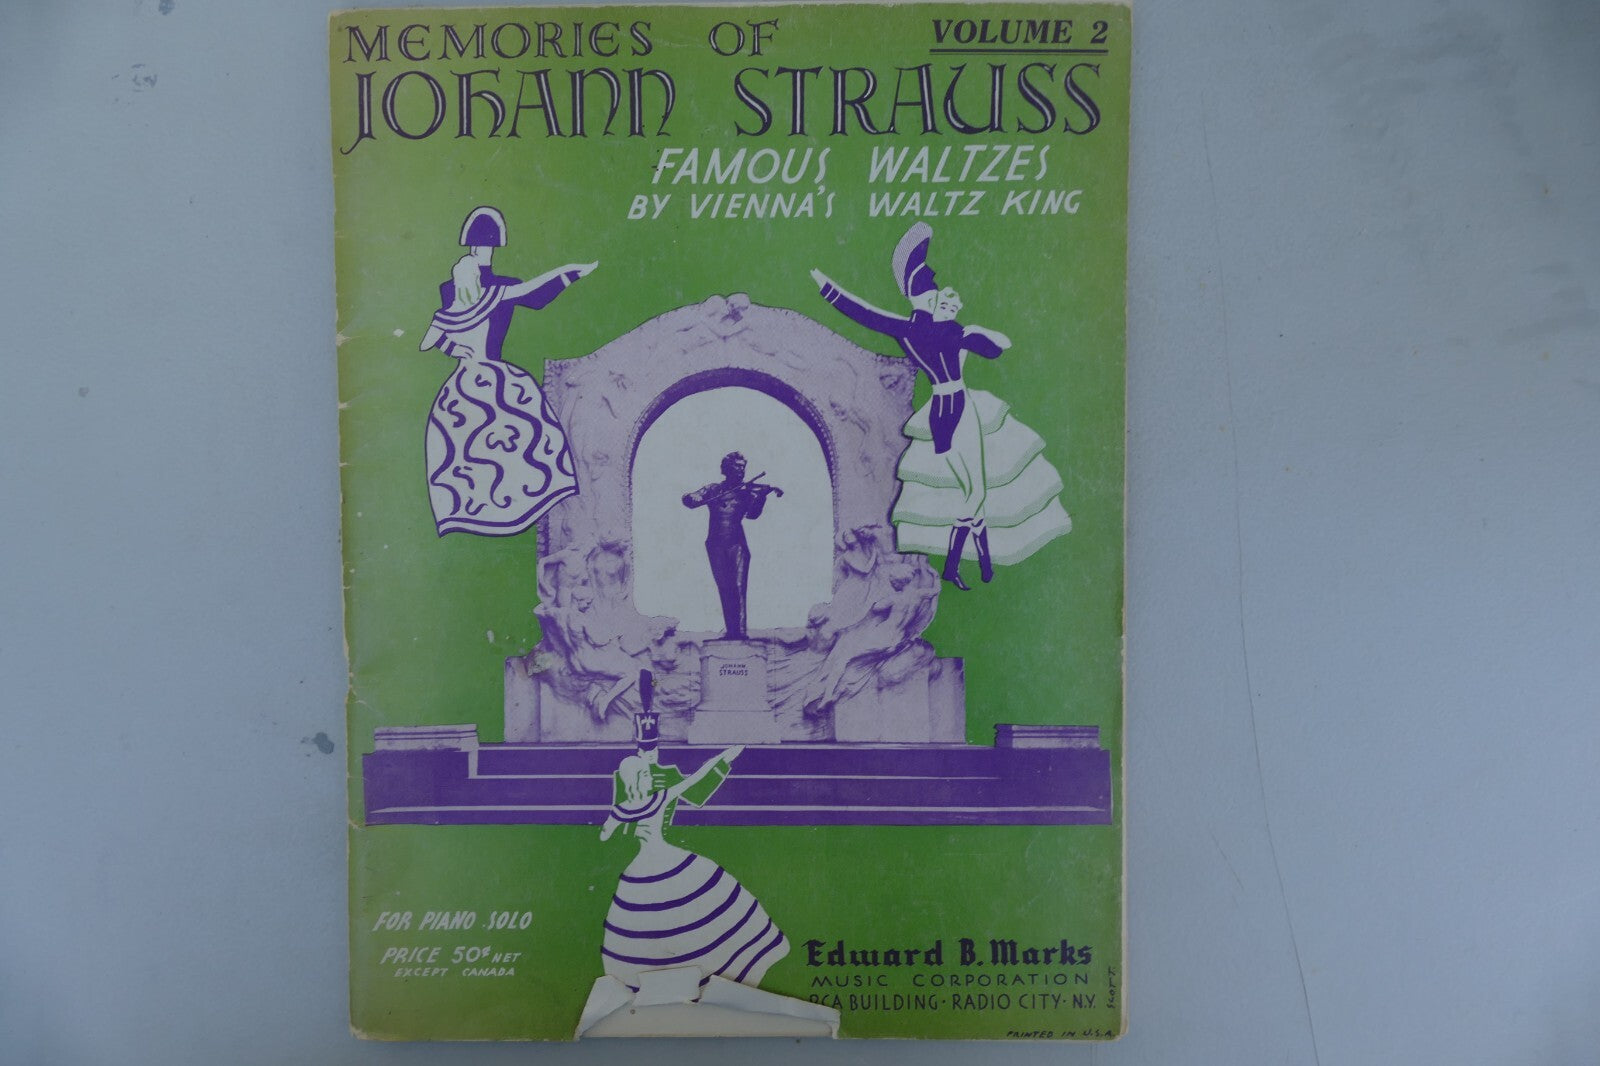 MEMORIES OF
VOLUME 2
JOHANN STRAUSS
FAMOUS WALTZES
BY VIENNA'S WALTZ KING
JOHANN
STRAUSS
FOR PIANO SOLO
PRICE 50¢ NET
EXCEPT CANADA
Edward B. Marks
MUSIC CORPORATION
RCA BUILDING · RADIO CITY · N.Y.
SCOTT.
PRINTED IN U.S.A.